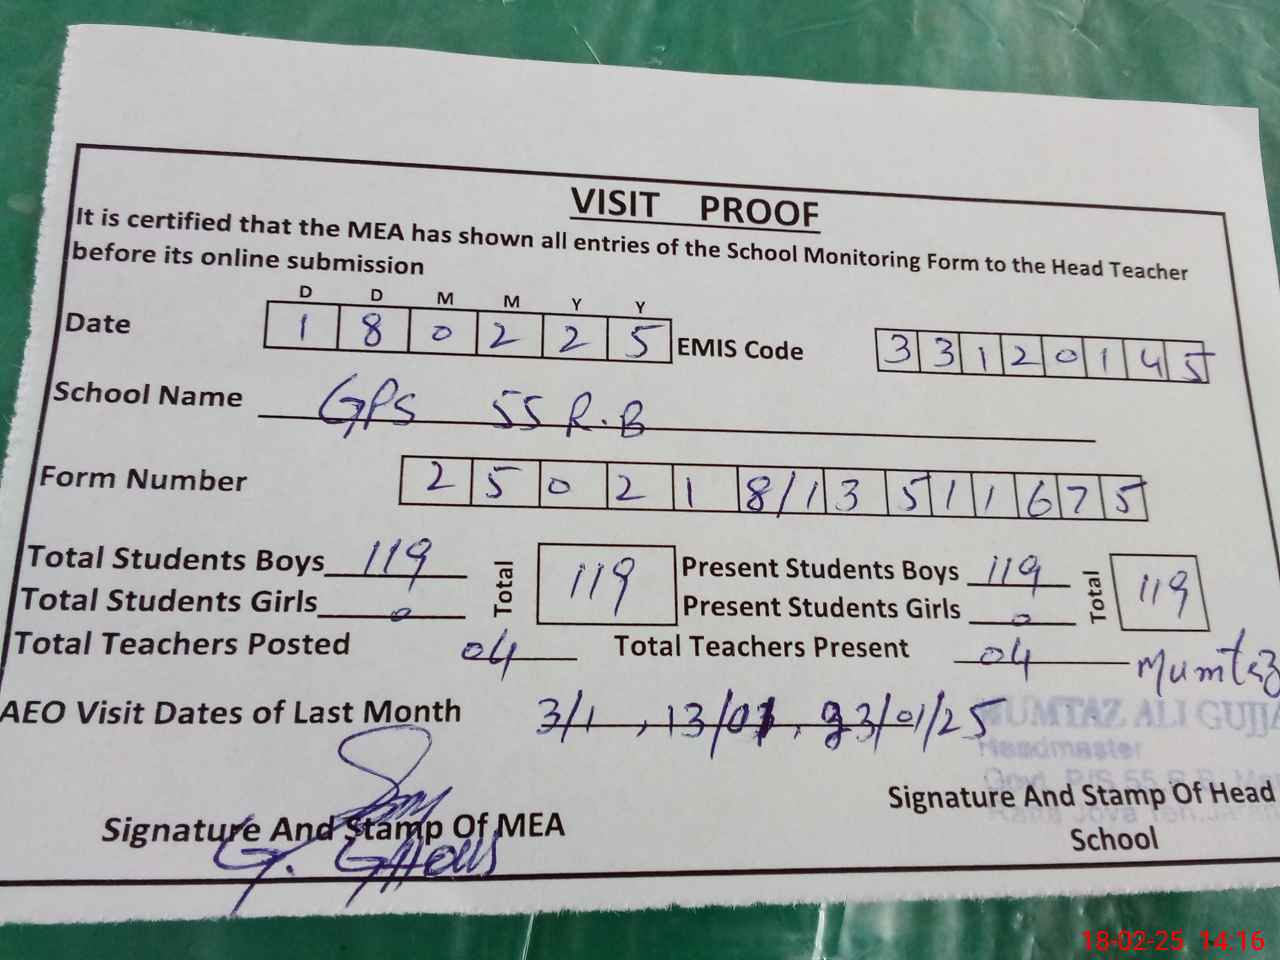 VISIT PROOF
It is certified that the MEA has shown all entries of the School Monitoring Form to the Head Teacher
before its online submission
D D M M Y Y
Date 1 8 0 2 2 5 EMIS Code 3 3 1 2 0 1 4 5
School Name GPS 55 R.B
Form Number 2 5 0 2 1 8/1 3 5 1 1 6 7 5
Total Students Boys 119 Total 119 Present Students Boys 119 Total 119
Total Students Girls 0 Present Students Girls 0
Total Teachers Posted 04 Total Teachers Present 04 Mumtaz
AEO Visit Dates of Last Month 3/1, 13/01, 23/01/25
MUMTAZ ALI
Headmaster
Govt. P/S 55
Signature And Stamp Of MEA Signature And Stamp Of Head
School
18-02-25 14:16